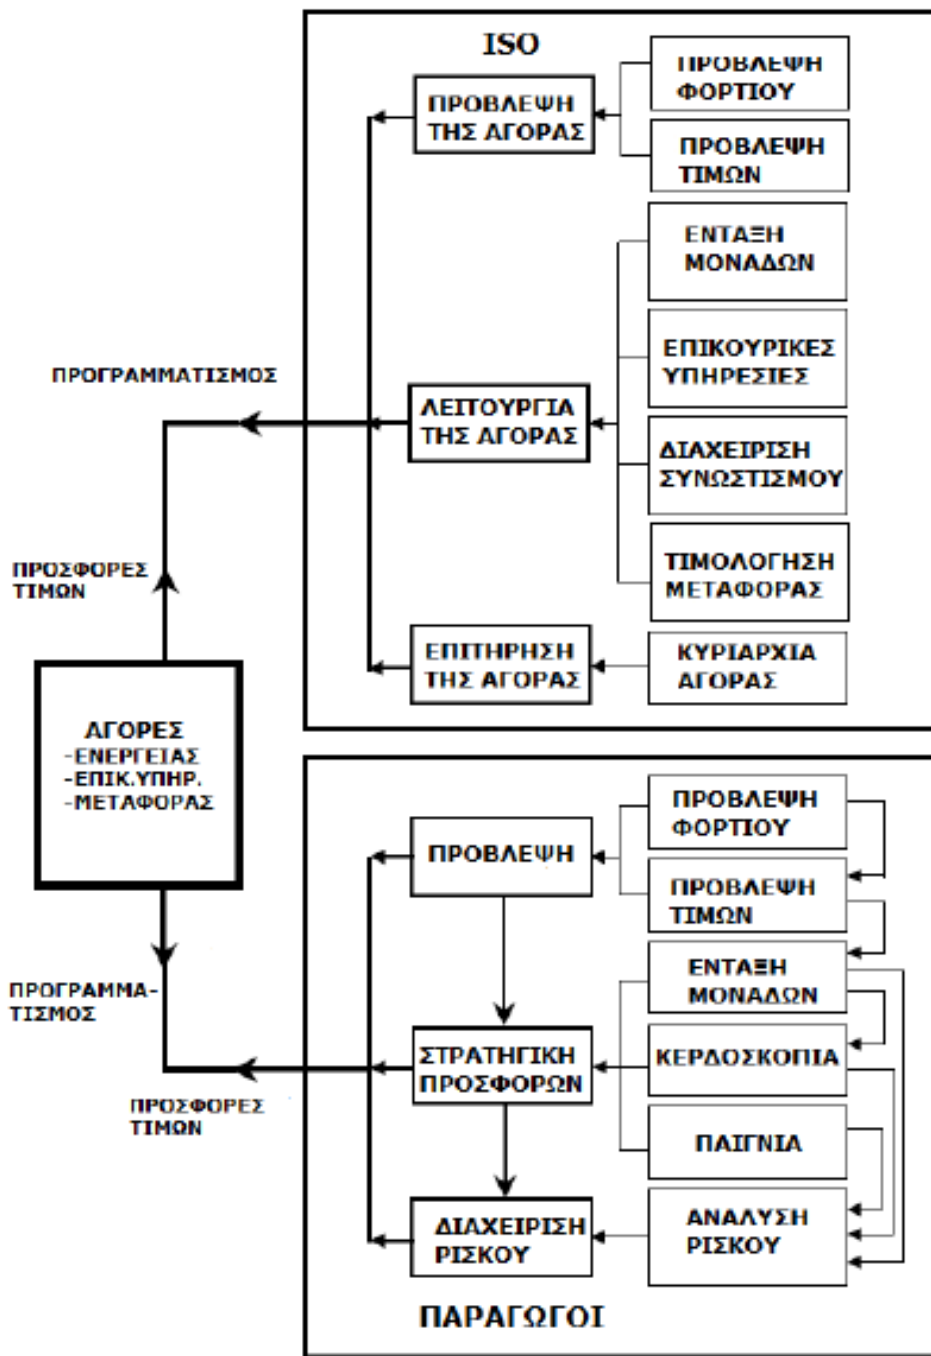 ISO
ΠΡΟΒΛΕΨΗ
ΤΗΣ ΑΓΟΡΑΣ
ΠΡΟΒΛΕΨΗ
ΦΟΡΤΙΟΥ
ΠΡΟΒΛΕΨΗ
ΤΙΜΩΝ
ΕΝΤΑΞΗ
ΜΟΝΑΔΩΝ
ΕΠΙΚΟΥΡΙΚΕΣ
ΥΠΗΡΕΣΙΕΣ
ΠΡΟΓΡΑΜΜΑΤΙΣΜΟΣ
ΛΕΙΤΟΥΡΓΙΑ
ΤΗΣ ΑΓΟΡΑΣ
ΔΙΑΧΕΙΡΙΣΗ
ΣΥΝΩΣΤΙΣΜΟΥ
ΤΙΜΟΛΟΓΗΣΗ
ΜΕΤΑΦΟΡΑΣ
ΠΡΟΣΦΟΡΕΣ
ΤΙΜΩΝ
ΕΠΙΤΗΡΗΣΗ
ΤΗΣ ΑΓΟΡΑΣ
ΚΥΡΙΑΡΧΙΑ
ΑΓΟΡΑΣ
ΑΓΟΡΕΣ
-ΕΝΕΡΓΕΙΑΣ
-ΕΠΙΚ.ΥΠΗΡ.
-ΜΕΤΑΦΟΡΑΣ
ΠΡΟΒΛΕΨΗ
ΠΡΟΒΛΕΨΗ
ΦΟΡΤΙΟΥ
ΠΡΟΒΛΕΨΗ
ΤΙΜΩΝ
ΕΝΤΑΞΗ
ΜΟΝΑΔΩΝ
ΠΡΟΓΡΑΜΜΑ-
ΤΙΣΜΟΣ
ΣΤΡΑΤΗΓΙΚΗ
ΠΡΟΣΦΟΡΩΝ
ΚΕΡΔΟΣΚΟΠΙΑ
ΠΡΟΣΦΟΡΕΣ
ΤΙΜΩΝ
ΠΑΙΓΝΙΑ
ΔΙΑΧΕΙΡΙΣΗ
ΡΙΣΚΟΥ
ΑΝΑΛΥΣΗ
ΡΙΣΚΟΥ
ΠΑΡΑΓΩΓΟΙ